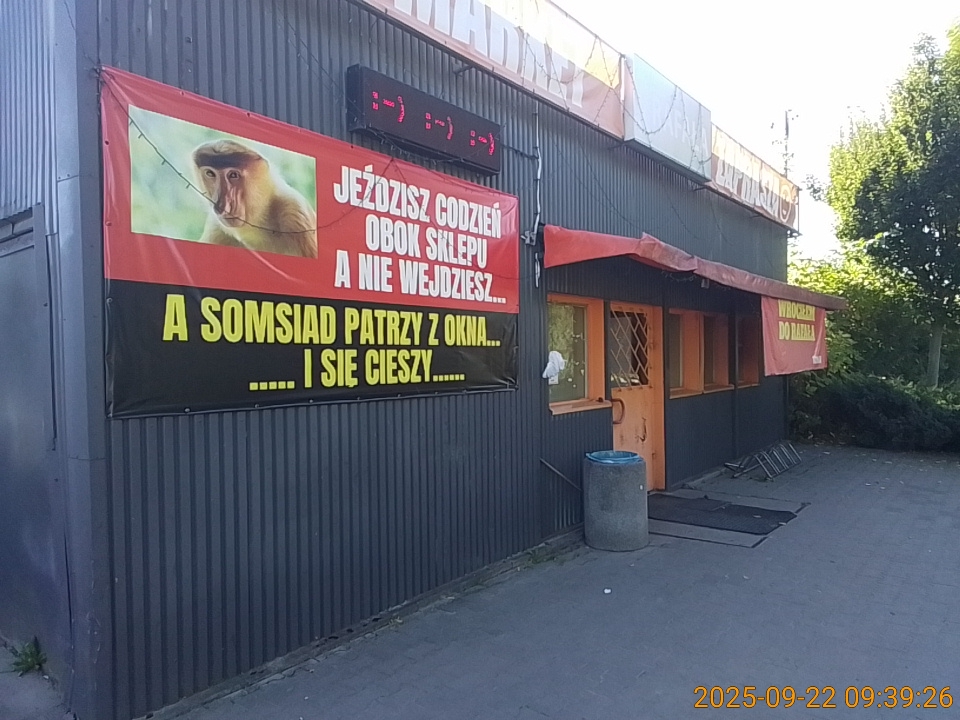 :-) :-) :-)
JEŹDZISZ CODZIEŃ
OBOK SKLEPU
A NIE WEJDZIESZ...
A SOMSIAD PATRZY Z OKNA...
..... I SIĘ CIESZY......
DO RAFAŁA
2025-09-22 09:39:26